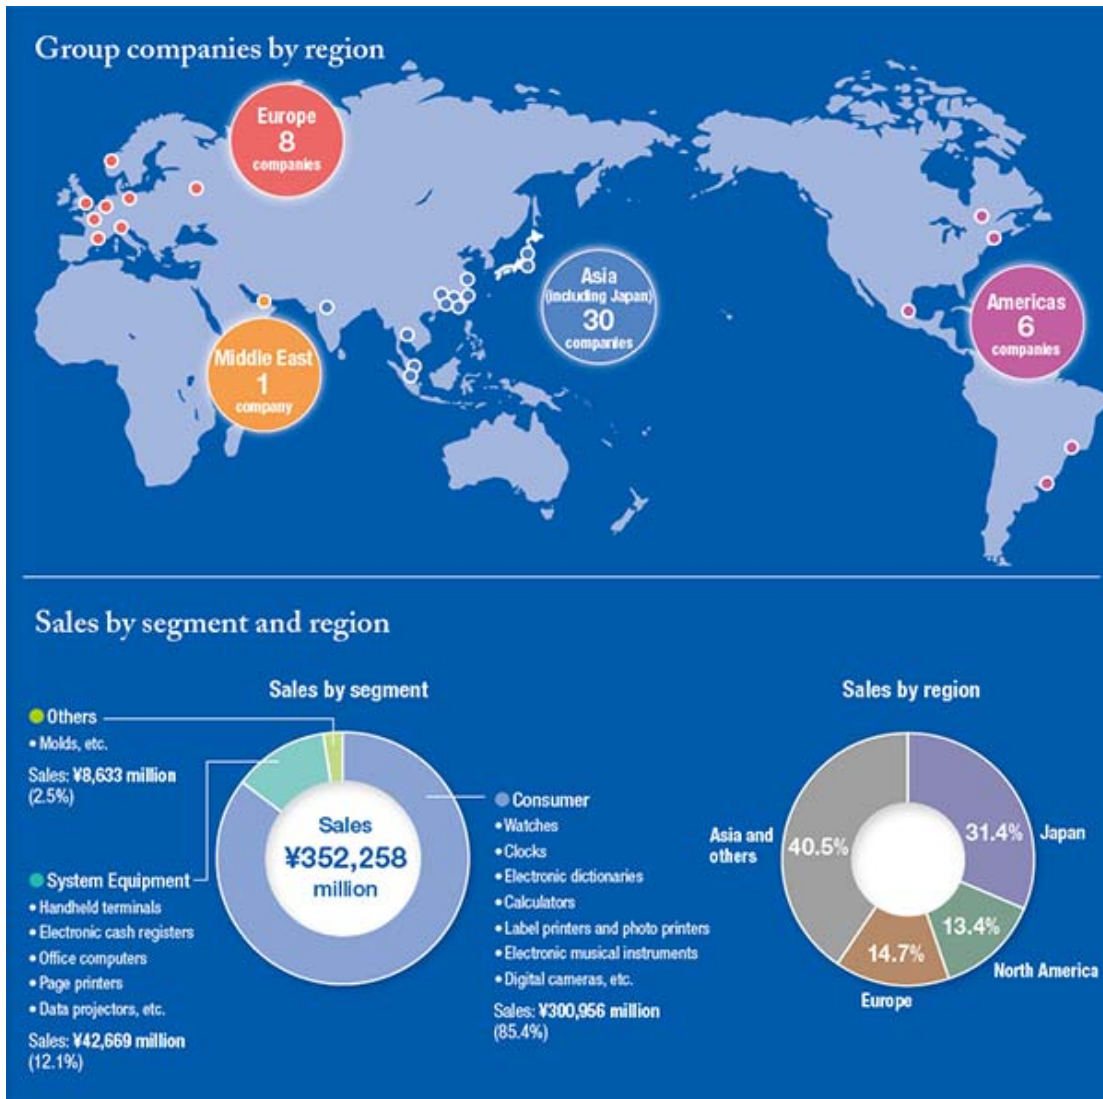 Group companies by region
Europe
8
companies
Asia
(including Japan)
30
companies
Americas
6
companies
Middle East
1
company
Sales by segment and region
Sales by segment
Others
• Molds, etc.
Sales: ¥8,633 million
(2.5%)
System Equipment
• Handheld terminals
• Electronic cash registers
• Office computers
• Page printers
• Data projectors, etc.
Sales: ¥42,669 million
(12.1%)
Sales
¥352,258
million
Consumer
• Watches
• Clocks
• Electronic dictionaries
• Calculators
• Label printers and photo printers
• Electronic musical instruments
• Digital cameras, etc.
Sales: ¥300,956 million
(85.4%)
Sales by region
31.4% Japan
13.4%
North America
14.7%
Europe
Asia and
others
40.5%